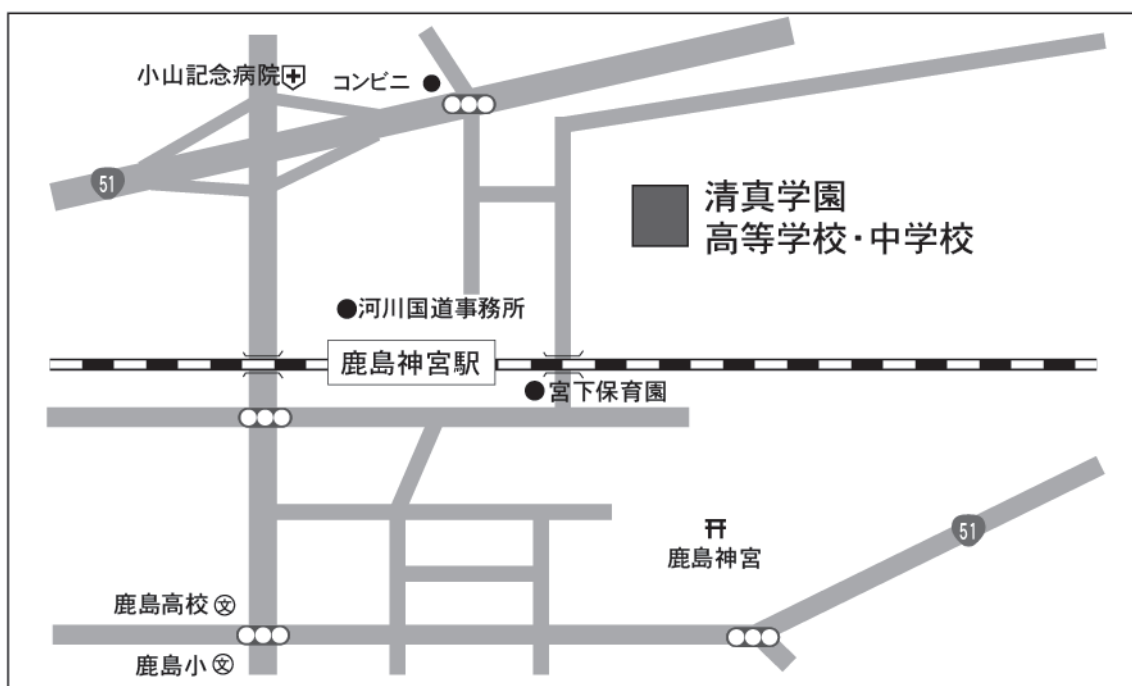 小山記念病院
コンビニ
51
清真学園
高等学校・中学校
河川国道事務所
鹿島神宮駅
宮下保育園
鹿島神宮
51
鹿島高校
文
鹿島小
文